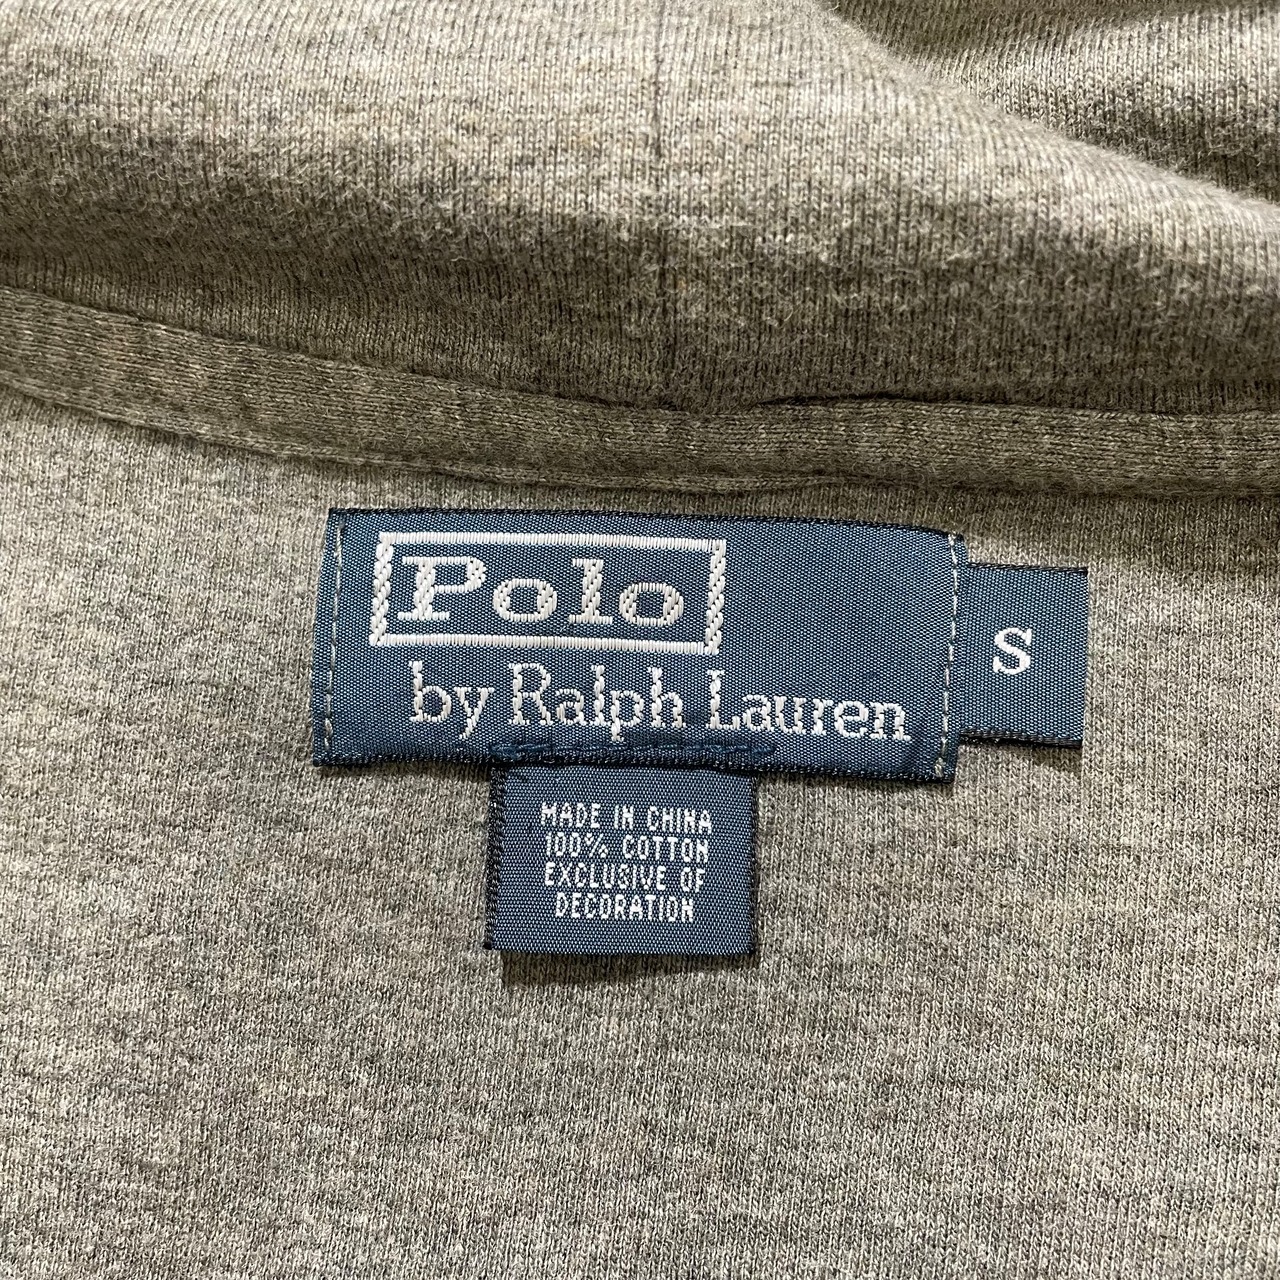 Polo
by Ralph Lauren
S
MADE IN CHINA
100% COTTON
EXCLUSIVE OF
DECORATION